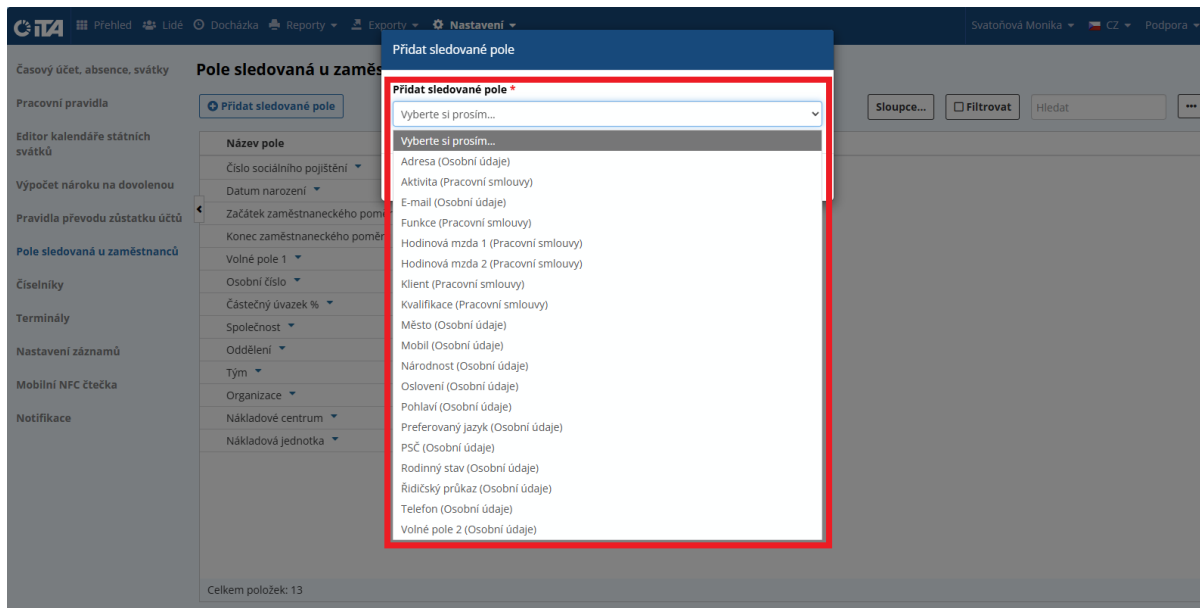 iTA Přehled Lidé Docházka Reporty Exporty Nastavení Svatoňová Monika CZ Podpora
Přidat sledované pole
Časový účet, absence, svátky
Pole sledovaná u
Přidat sledované pole *
Pracovní pravidla
Přidat sledované pole
Vyberte si prosím...
Sloupce... Filtrovat Hledat ...
Editor kalendáře státních
svátků
Název pole
Vyberte si prosím...
Adresa (Osobní údaje)
Číslo sociálního pojištění
Aktivita (Pracovní smlouvy)
Výpočet nároku na dovolenou
Datum narození
E-mail (Osobní údaje)
Pravidla převodu zůstatku účtů
Začátek zaměstnaneckého
Funkce (Pracovní smlouvy)
Konec zaměstnaneckého
Hodinová mzda 1 (Pracovní smlouvy)
Pole sledovaná u zaměstnanců
Volné pole 1
Hodinová mzda 2 (Pracovní smlouvy)
Číselníky
Osobní číslo
Klient (Pracovní smlouvy)
Částečný úvazek %
Kvalifikace (Pracovní smlouvy)
Terminály
Společnost
Město (Osobní údaje)
Nastavení záznamů
Oddělení
Mobil (Osobní údaje)
Tým
Národnost (Osobní údaje)
Mobilní NFC čtečka
Organizace
Oslovení (Osobní údaje)
Pohlaví (Osobní údaje)
Notifikace
Nákladové centrum
Preferovaný jazyk (Osobní údaje)
Nákladová jednotka
PSČ (Osobní údaje)
Rodinný stav (Osobní údaje)
Řidičský průkaz (Osobní údaje)
Telefon (Osobní údaje)
Volné pole 2 (Osobní údaje)
Celkem položek: 13